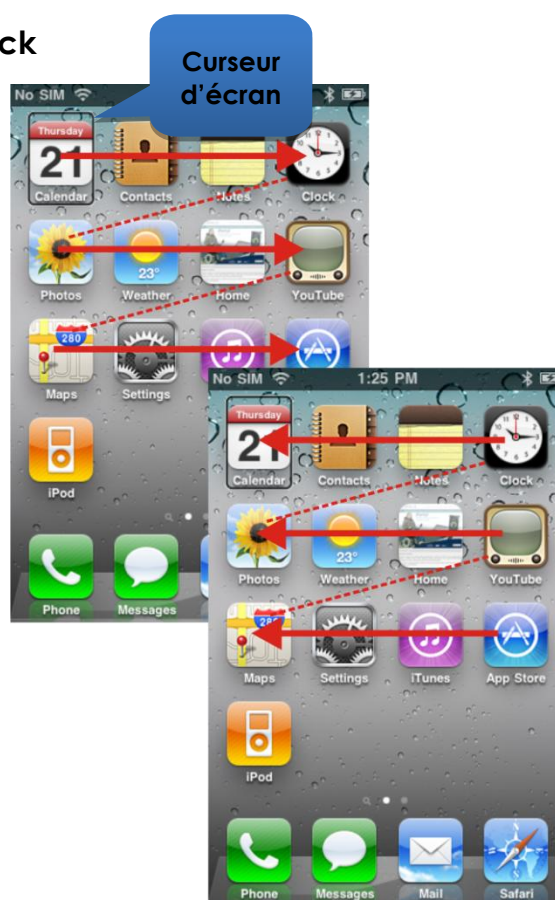 ck
Curseur
d'écran
No SIM
Thursday
21
Calendar Contacts Notes Clock
23°
Photos Weather Home YouTube
280
Maps Settings
iPod
Phone Messages
No SIM 1:25 PM
Thursday
21
Calendar Contacts Notes Clock
23°
Photos Weather Home YouTube
280
Maps Settings iTunes App Store
iPod
Phone Messages Mail Safari